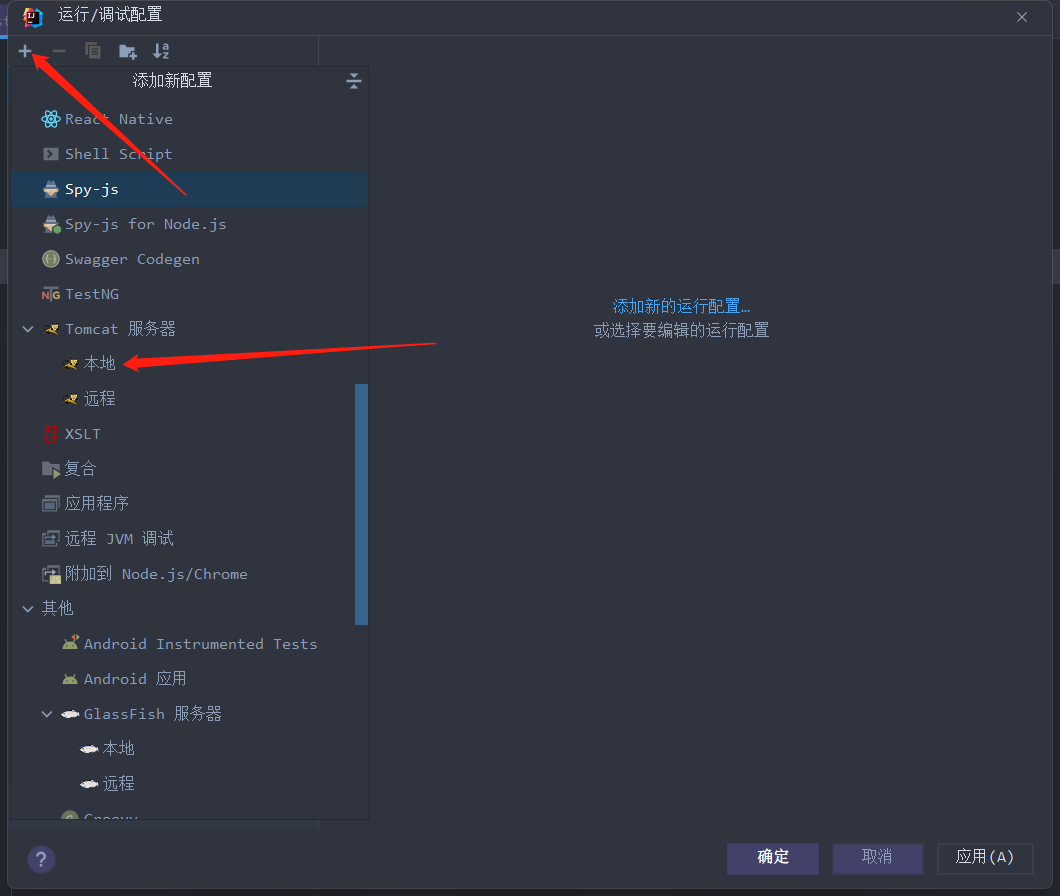 运行/调试配置
添加新配置
React Native
Shell Script
Spy-js
Spy-js for Node.js
Swagger Codegen
TestNG
Tomcat 服务器
本地
远程
XSLT
复合
应用程序
远程 JVM 调试
附加到 Node.js/Chrome
其他
Android Instrumented Tests
Android 应用
GlassFish 服务器
本地
远程
Groovy
添加新的运行配置…
或选择要编辑的运行配置
?
确定
取消
应用(A)